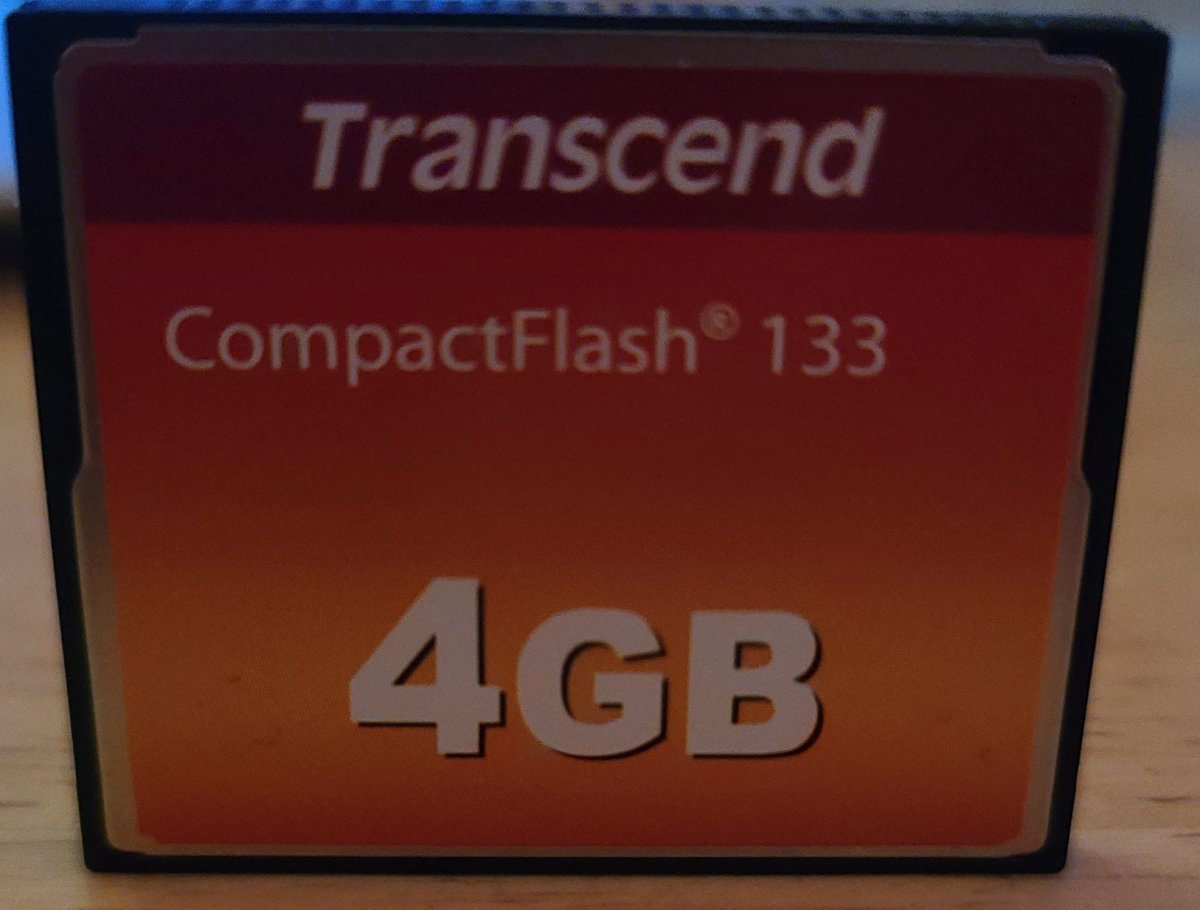 Transcend
CompactFlash® 133
4GB